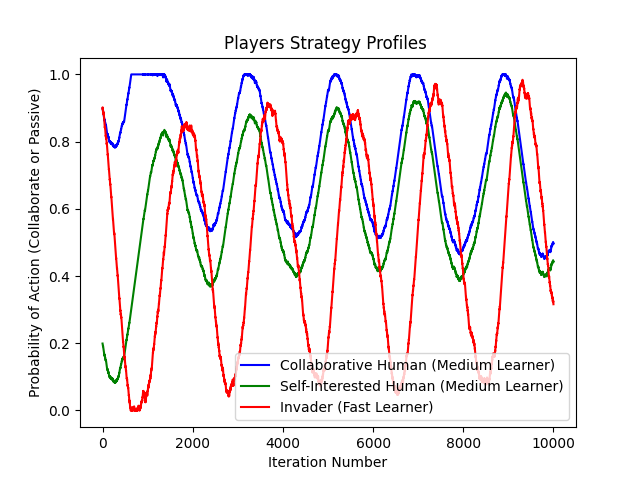 Players Strategy Profiles
Probability of Action (Collaborate or Passive)
1.0
0.8
0.6
0.4
0.2
0.0
Collaborative Human (Medium Learner)
Self-Interested Human (Medium Learner)
Invader (Fast Learner)
0 2000 4000 6000 8000 10000
Iteration Number